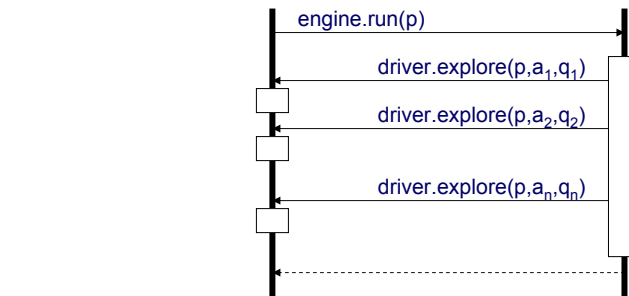 engine.run(p)
driver.explore(p,a₁,q₁)
driver.explore(p,a₂,q₂)
driver.explore(p,aₙ,qₙ)